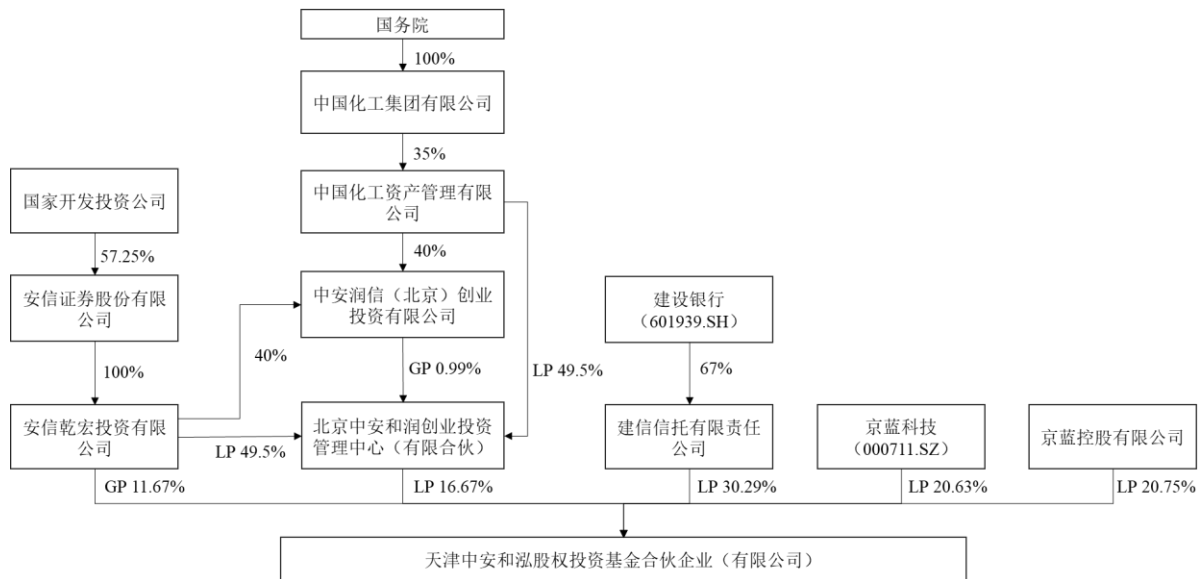 国务院
100%
中国化工集团有限公司
35%
国家开发投资公司
中国化工资产管理有限
公司
57.25%
40%
安信证券股份有限
公司
中安润信（北京）创业
投资有限公司
建设银行
（601939.SH）
100%
40%
GP 0.99%
LP 49.5%
67%
安信乾宏投资有限
公司
LP 49.5%
北京中安和润创业投资
管理中心（有限合伙）
建信信托有限责任
公司
京蓝科技
（000711.SZ）
京蓝控股有限公司
GP 11.67%
LP 16.67%
LP 30.29%
LP 20.63%
LP 20.75%
天津中安和泓股权投资基金合伙企业（有限公司）